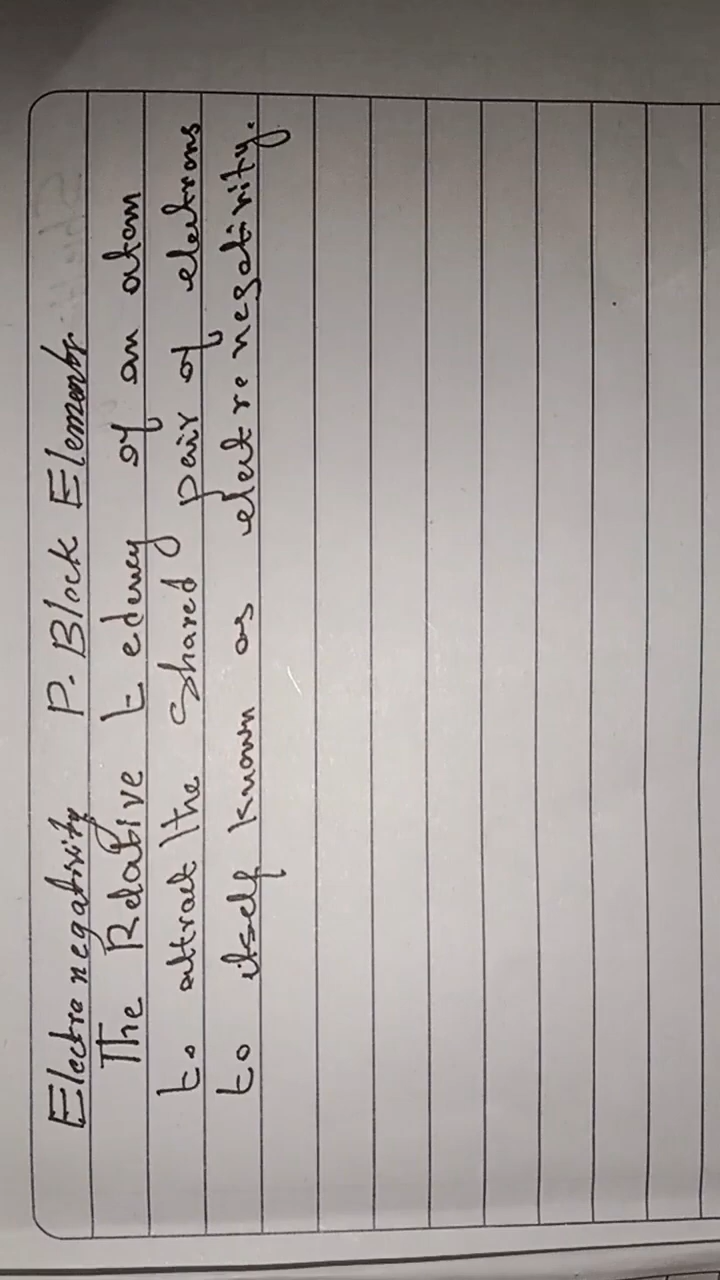 Electronegativity P. Block Elements
The Relative tedency of an atom
to attract the shared pair of electrons
to itself known as electronegativity.